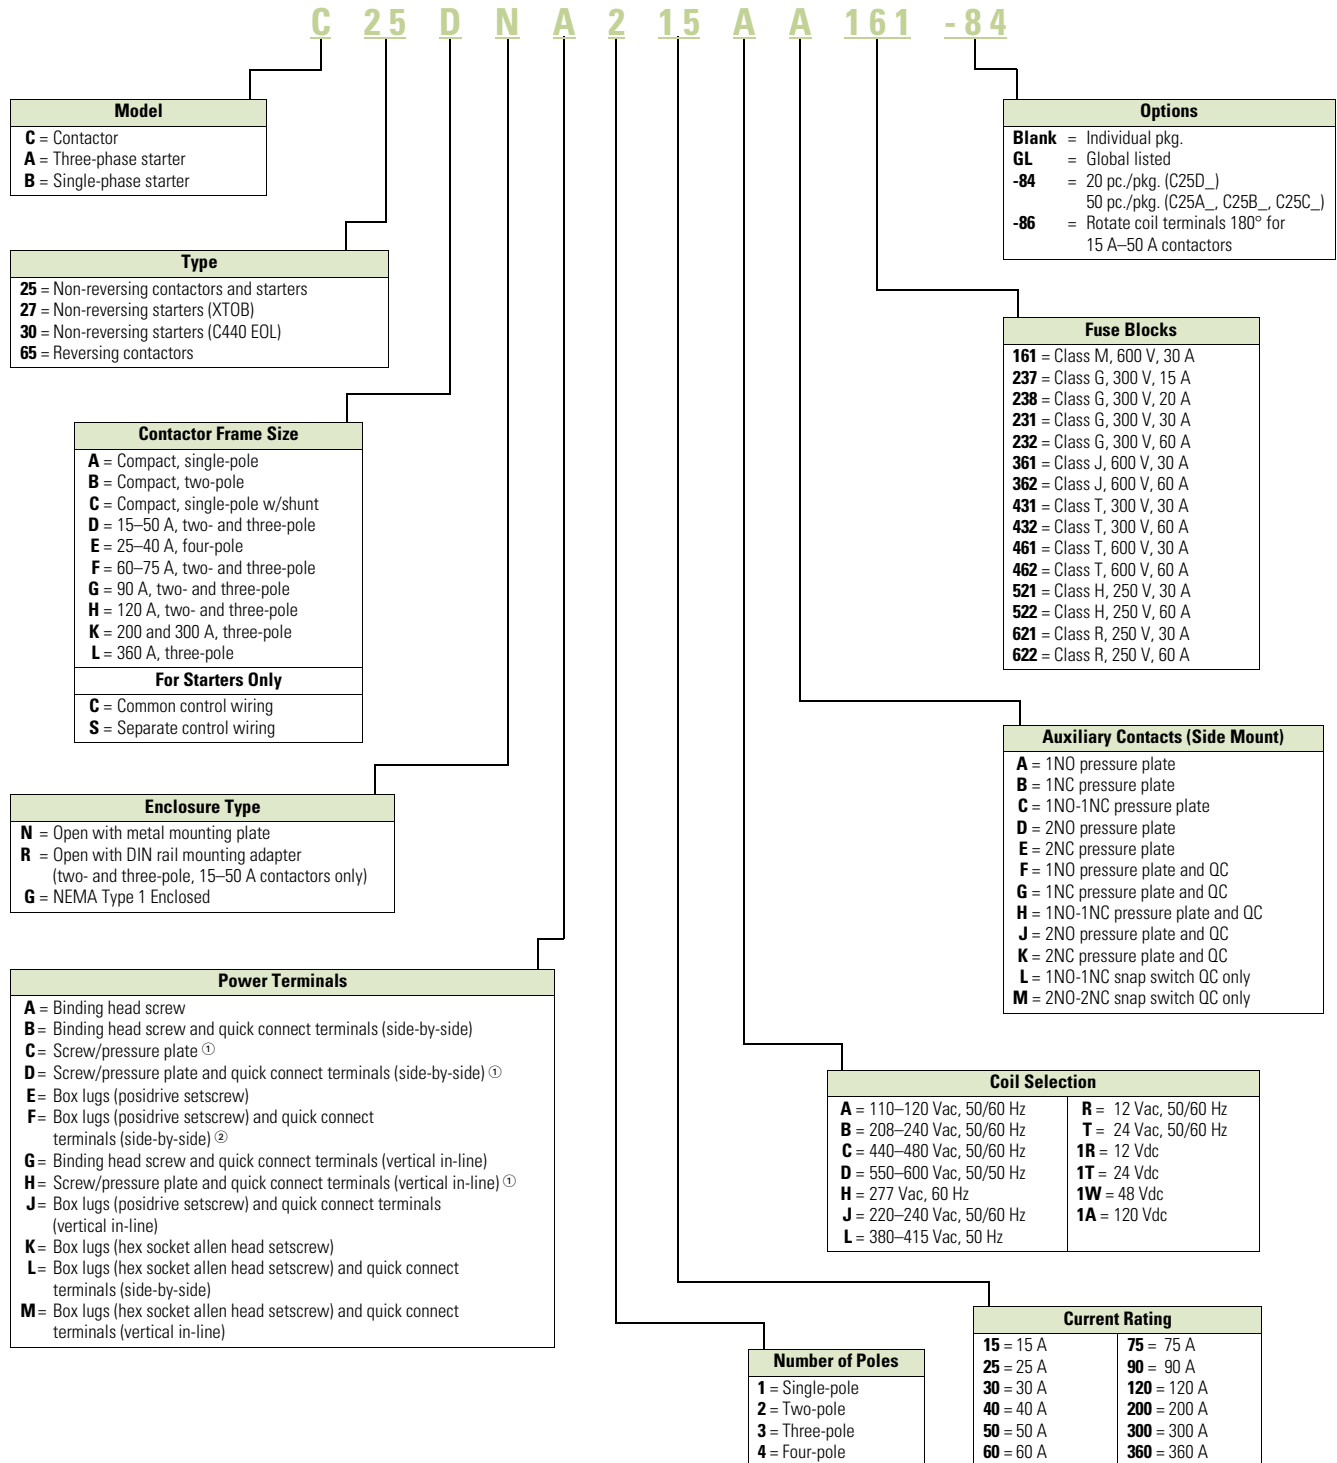 C 25 D N A 2 15 A A 161 -84
Model
C = Contactor
A = Three-phase starter
B = Single-phase starter
Type
25 = Non-reversing contactors and starters
27 = Non-reversing starters (XTOB)
30 = Non-reversing starters (C440 EOL)
65 = Reversing contactors
Contactor Frame Size
A = Compact, single-pole
B = Compact, two-pole
C = Compact, single-pole w/shunt
D = 15–50 A, two- and three-pole
E = 25–40 A, four-pole
F = 60–75 A, two- and three-pole
G = 90 A, two- and three-pole
H = 120 A, two- and three-pole
K = 200 and 300 A, three-pole
L = 360 A, three-pole
For Starters Only
C = Common control wiring
S = Separate control wiring
Enclosure Type
N = Open with metal mounting plate
R = Open with DIN rail mounting adapter
(two- and three-pole, 15–50 A contactors only)
G = NEMA Type 1 Enclosed
Power Terminals
A = Binding head screw
B = Binding head screw and quick connect terminals (side-by-side)
C = Screw/pressure plate ①
D = Screw/pressure plate and quick connect terminals (side-by-side) ①
E = Box lugs (posidrive setscrew)
F = Box lugs (posidrive setscrew) and quick connect
terminals (side-by-side) ②
G = Binding head screw and quick connect terminals (vertical in-line)
H = Screw/pressure plate and quick connect terminals (vertical in-line) ①
J = Box lugs (posidrive setscrew) and quick connect terminals
(vertical in-line)
K = Box lugs (hex socket allen head setscrew)
L = Box lugs (hex socket allen head setscrew) and quick connect
terminals (side-by-side)
M = Box lugs (hex socket allen head setscrew) and quick connect
terminals (vertical in-line)
Options
Blank = Individual pkg.
GL = Global listed
-84 = 20 pc./pkg. (C25D_)
50 pc./pkg. (C25A_, C25B_, C25C_)
-86 = Rotate coil terminals 180° for
15 A–50 A contactors
Fuse Blocks
161 = Class M, 600 V, 30 A
237 = Class G, 300 V, 15 A
238 = Class G, 300 V, 20 A
231 = Class G, 300 V, 30 A
232 = Class G, 300 V, 60 A
361 = Class J, 600 V, 30 A
362 = Class J, 600 V, 60 A
431 = Class T, 300 V, 30 A
432 = Class T, 300 V, 60 A
461 = Class T, 600 V, 30 A
462 = Class T, 600 V, 60 A
521 = Class H, 250 V, 30 A
522 = Class H, 250 V, 60 A
621 = Class R, 250 V, 30 A
622 = Class R, 250 V, 60 A
Auxiliary Contacts (Side Mount)
A = 1NO pressure plate
B = 1NC pressure plate
C = 1NO-1NC pressure plate
D = 2NO pressure plate
E = 2NC pressure plate
F = 1NO pressure plate and QC
G = 1NC pressure plate and QC
H = 1NO-1NC pressure plate and QC
J = 2NO pressure plate and QC
K = 2NC pressure plate and QC
L = 1NO-1NC snap switch QC only
M = 2NO-2NC snap switch QC only
Coil Selection
A = 110–120 Vac, 50/60 Hz
B = 208–240 Vac, 50/60 Hz
C = 440–480 Vac, 50/60 Hz
D = 550–600 Vac, 50/50 Hz
H = 277 Vac, 60 Hz
J = 220–240 Vac, 50/60 Hz
L = 380–415 Vac, 50 Hz
R = 12 Vac, 50/60 Hz
T = 24 Vac, 50/60 Hz
1R = 12 Vdc
1T = 24 Vdc
1W = 48 Vdc
1A = 120 Vdc
Number of Poles
1 = Single-pole
2 = Two-pole
3 = Three-pole
4 = Four-pole
Current Rating
15 = 15 A
25 = 25 A
30 = 30 A
40 = 40 A
50 = 50 A
60 = 60 A
75 = 75 A
90 = 90 A
120 = 120 A
200 = 200 A
300 = 300 A
360 = 360 A